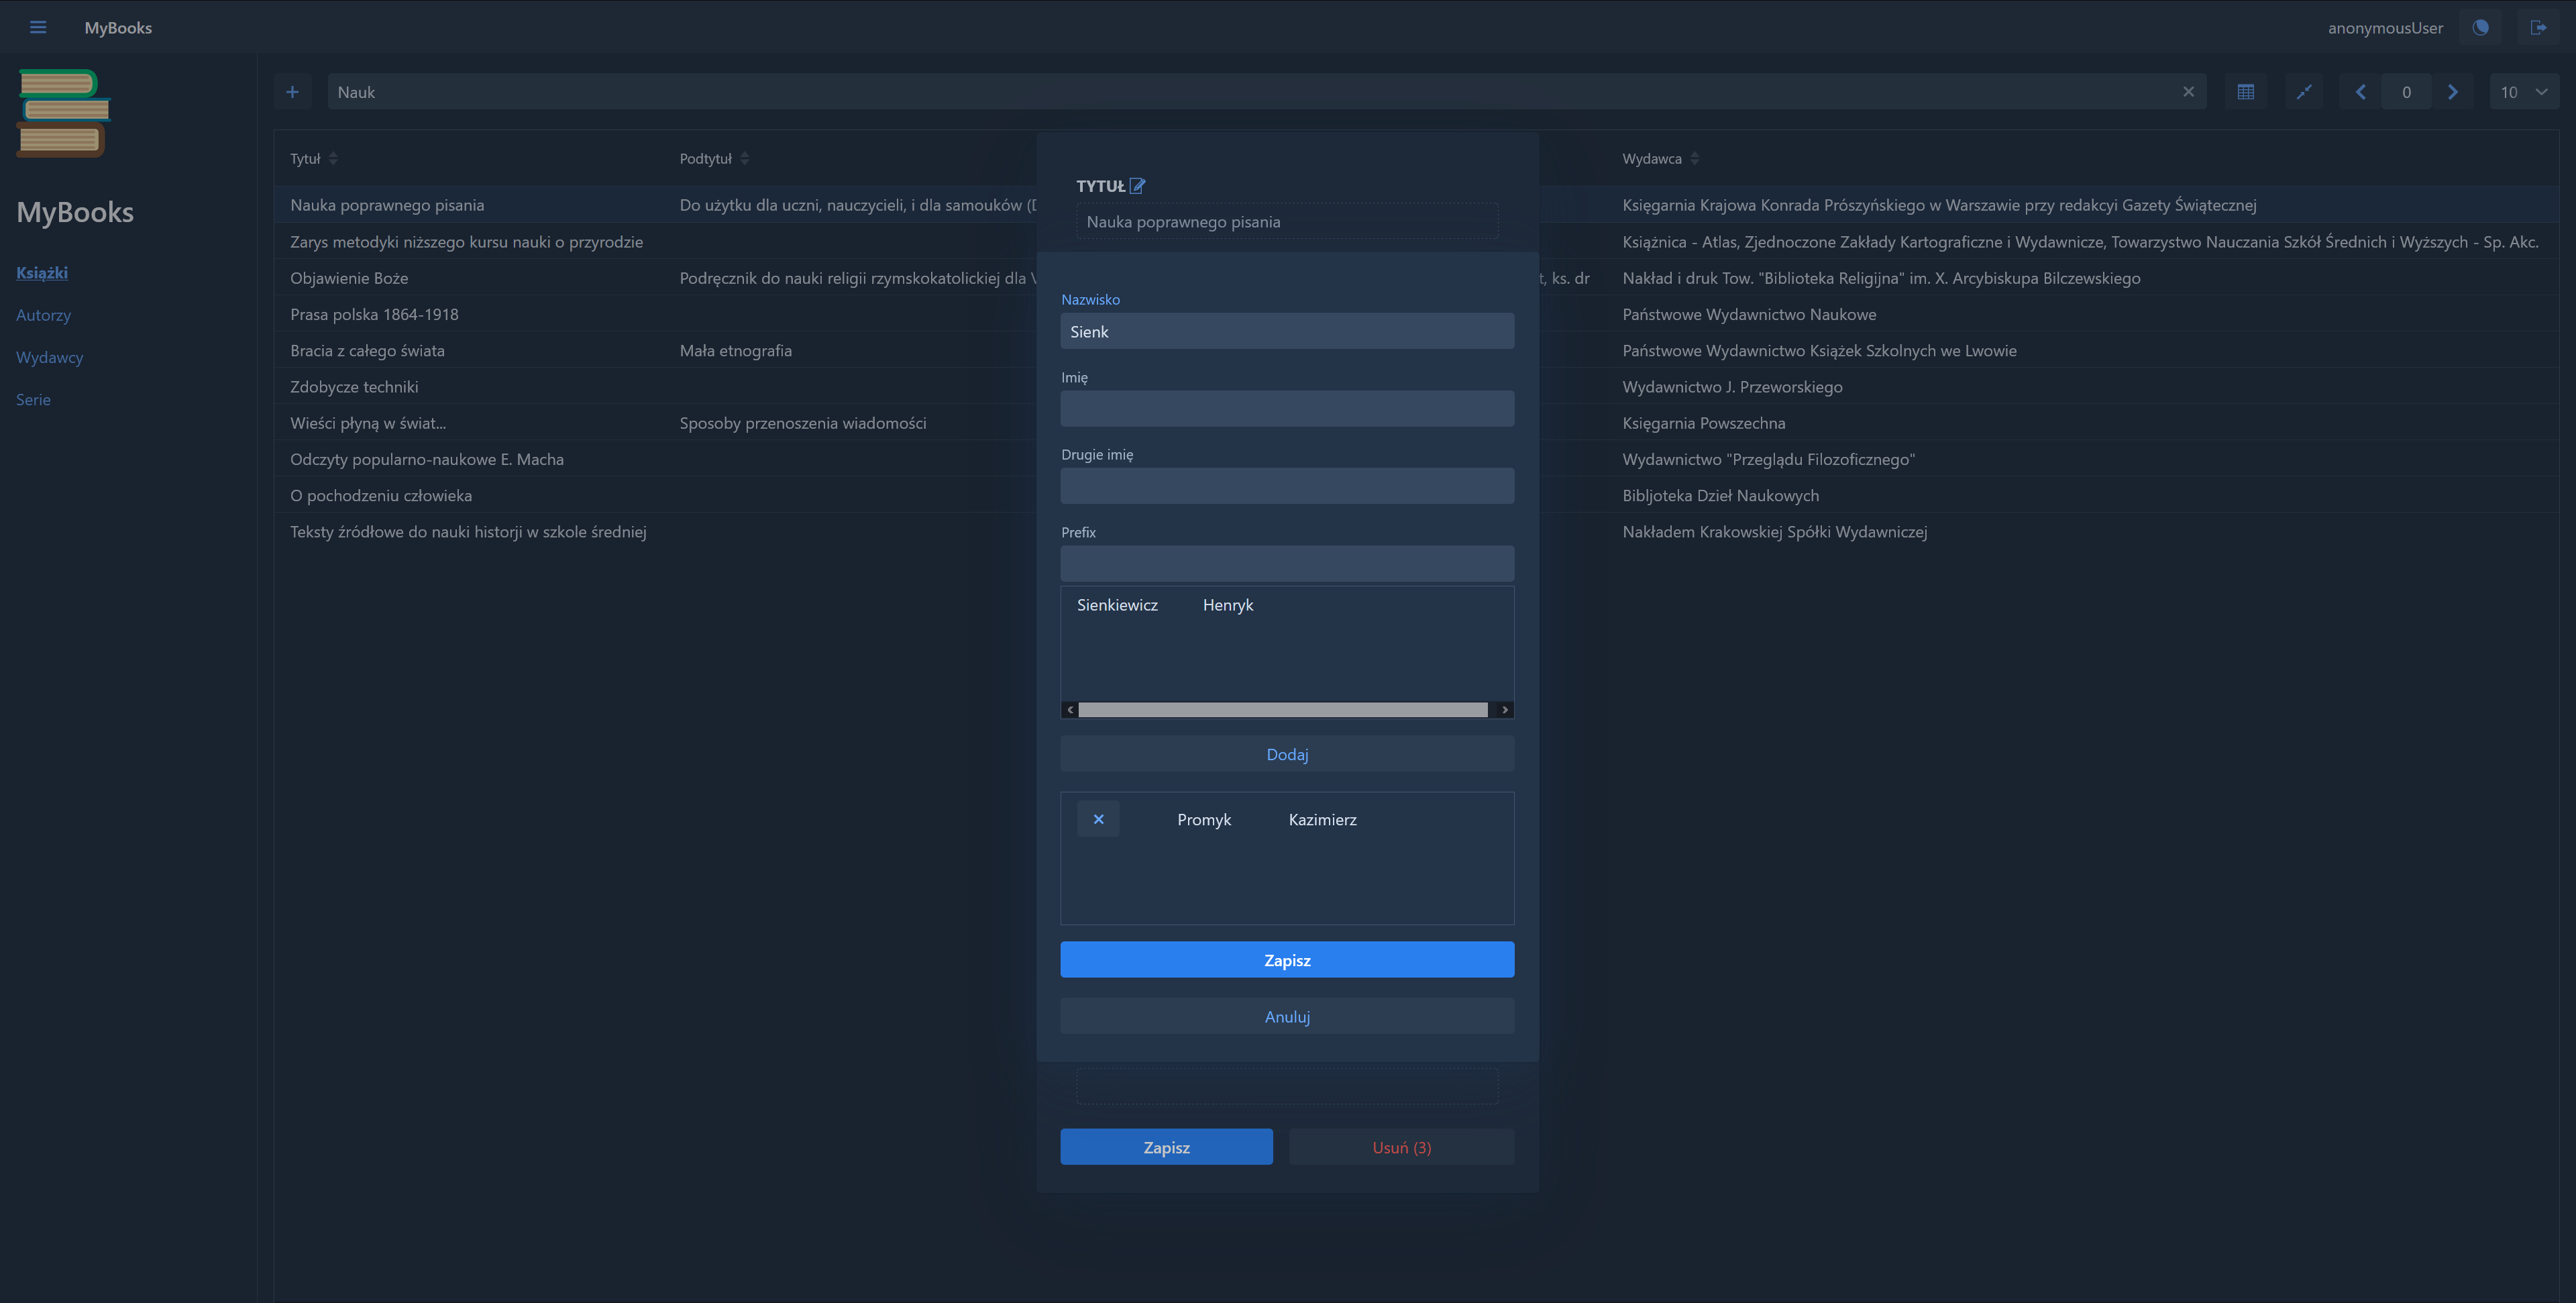 MyBooks
anonymousUser
MyBooks
Książki
Autorzy
Wydawcy
Serie
Nauk
0
10
Tytuł Podtytuł Wydawca
Nauka poprawnego pisania Do użytku dla uczni, nauczycieli, i dla samouków Księgarnia Krajowa Konrada Prószyńskiego w Warszawie przy redakcyi Gazety Świątecznej
Zarys metodyki niższego kursu nauki o przyrodzie Książnica - Atlas, Zjednoczone Zakłady Kartograficzne i Wydawnicze, Towarzystwo Nauczania Szkół Średnich i Wyższych - Sp. Akc.
Objawienie Boże Podręcznik do nauki religii rzymskokatolickiej dla t, ks. dr Nakład i druk Tow. "Biblioteka Religijna" im. X. Arcybiskupa Bilczewskiego
Prasa polska 1864-1918 Państwowe Wydawnictwo Naukowe
Bracia z całego świata Mała etnografia Państwowe Wydawnictwo Książek Szkolnych we Lwowie
Zdobycze techniki Wydawnictwo J. Przeworskiego
Wieści płyną w świat... Sposoby przenoszenia wiadomości Księgarnia Powszechna
Odczyty popularno-naukowe E. Macha Wydawnictwo "Przeglądu Filozoficznego"
O pochodzeniu człowieka Bibljoteka Dzieł Naukowych
Teksty źródłowe do nauki historji w szkole średniej Nakładem Krakowskiej Spółki Wydawniczej
TYTUŁ
Nauka poprawnego pisania
Nazwisko
Sienk
Imię
Drugie imię
Prefix
Sienkiewicz Henryk
Dodaj
Promyk Kazimierz
Zapisz
Anuluj
Zapisz Usuń (3)